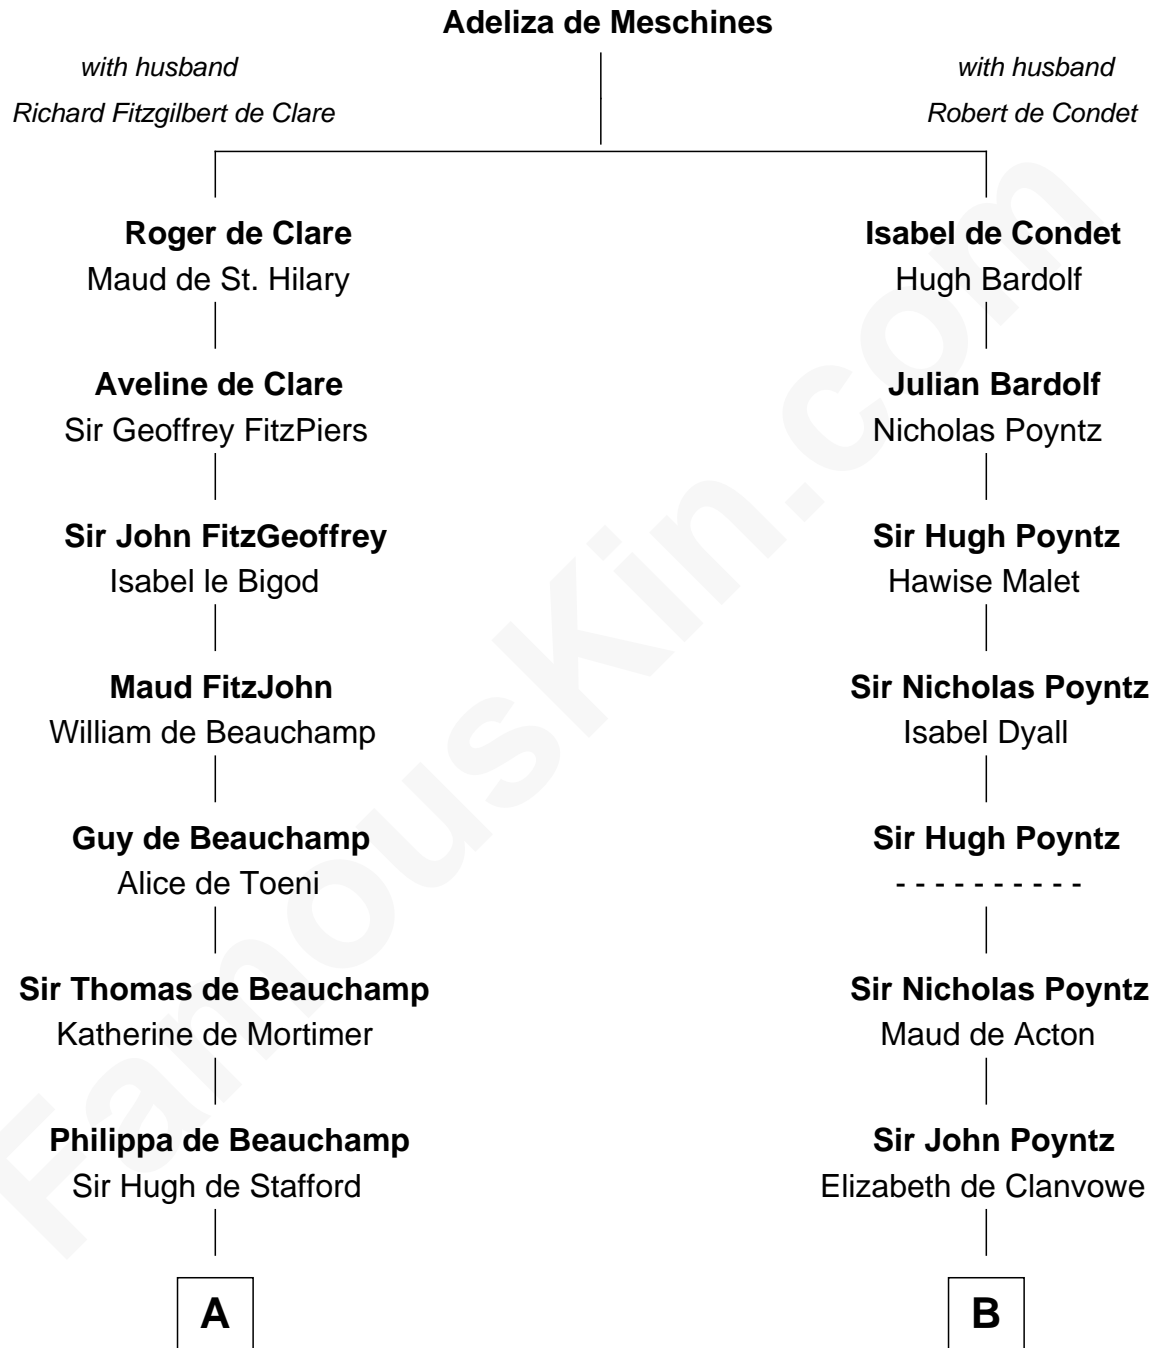 Adeliza de Meschines
with husband
Richard Fitzgilbert de Clare
with husband
Robert de Condet
Roger de Clare
Maud de St. Hilary
Isabel de Condet
Hugh Bardolf
Aveline de Clare
Sir Geoffrey FitzPiers
Julian Bardolf
Nicholas Poyntz
Sir John FitzGeoffrey
Isabel le Bigod
Sir Hugh Poyntz
Hawise Malet
Maud FitzJohn
William de Beauchamp
Sir Nicholas Poyntz
Isabel Dyall
Guy de Beauchamp
Alice de Toeni
Sir Hugh Poyntz
- - - - - - - - - -
Sir Thomas de Beauchamp
Katherine de Mortimer
Sir Nicholas Poyntz
Maud de Acton
Philippa de Beauchamp
Sir Hugh de Stafford
Sir John Poyntz
Elizabeth de Clanvowe
A
B
FamousKin.com